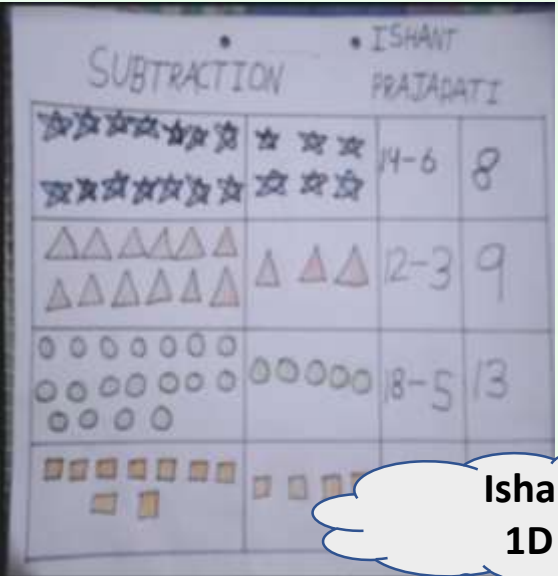 ISHANT
SUBTRACTION PRAJAPATI
14-6 8
12-3 9
18-5 13
Isha
1D